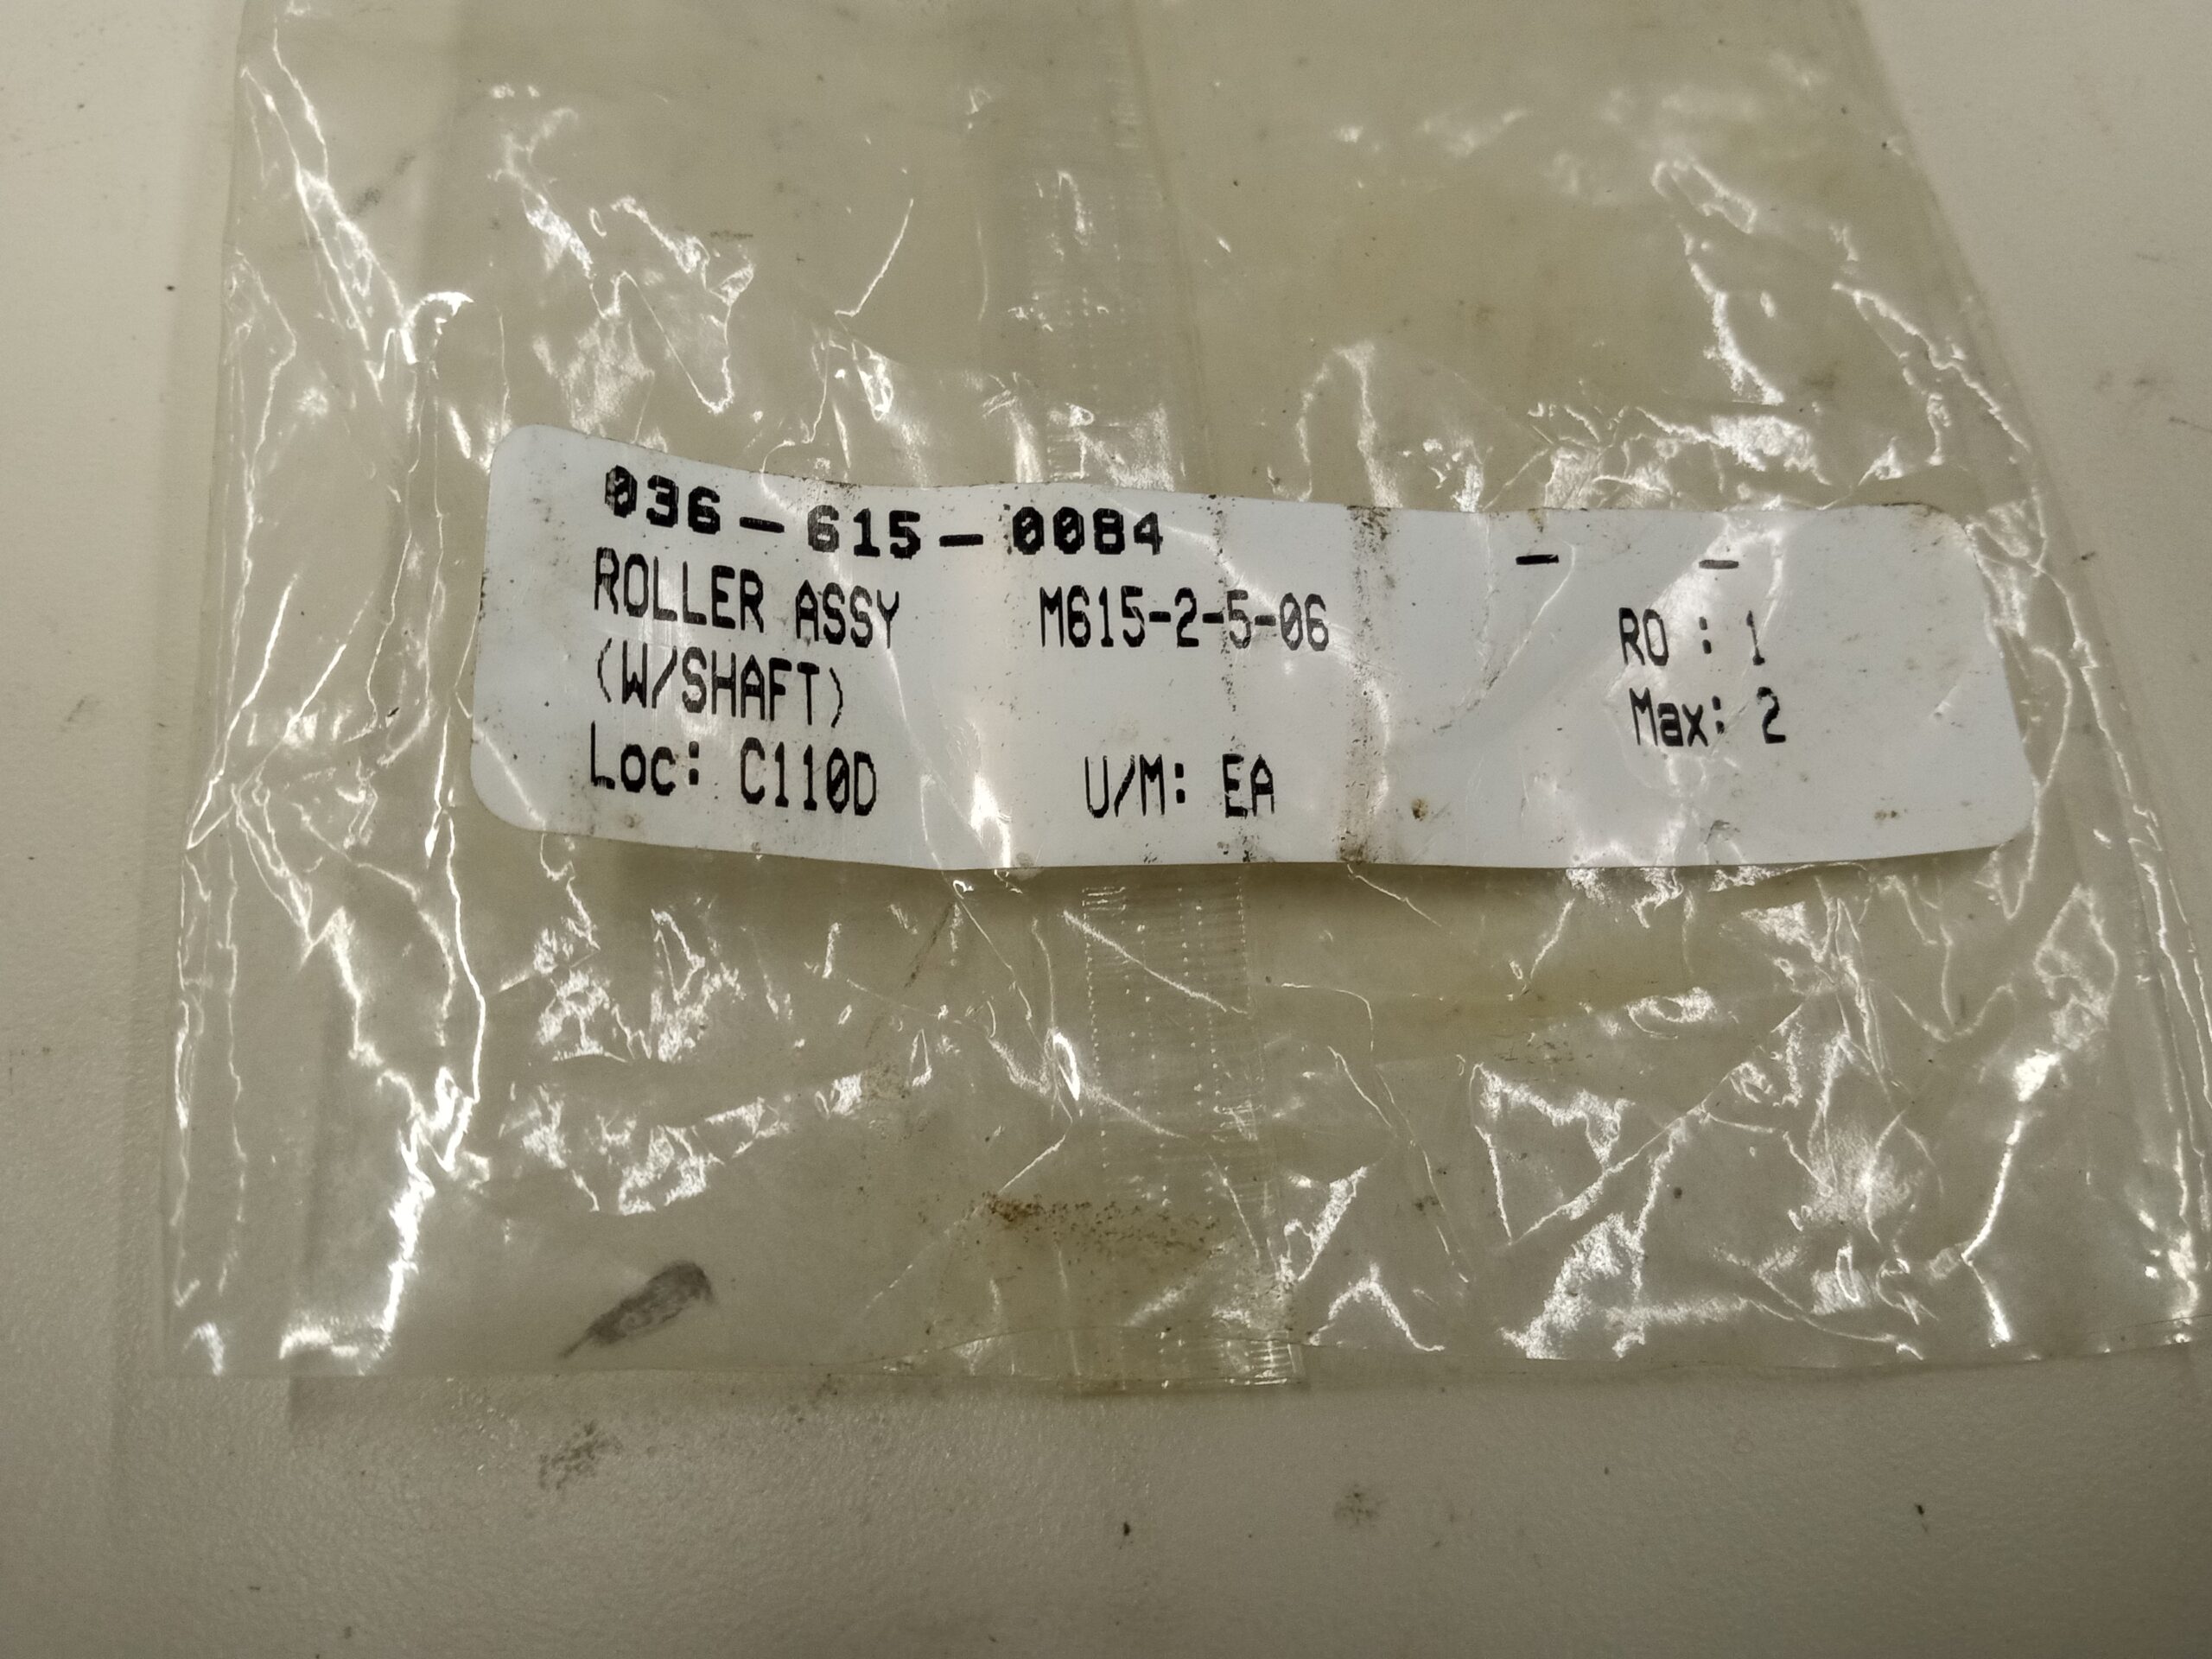 036-615-0084 - -
ROLLER ASSY M615-2-5-06 RO : 1
(W/SHAFT) Max: 2
Loc: C110D U/M: EA